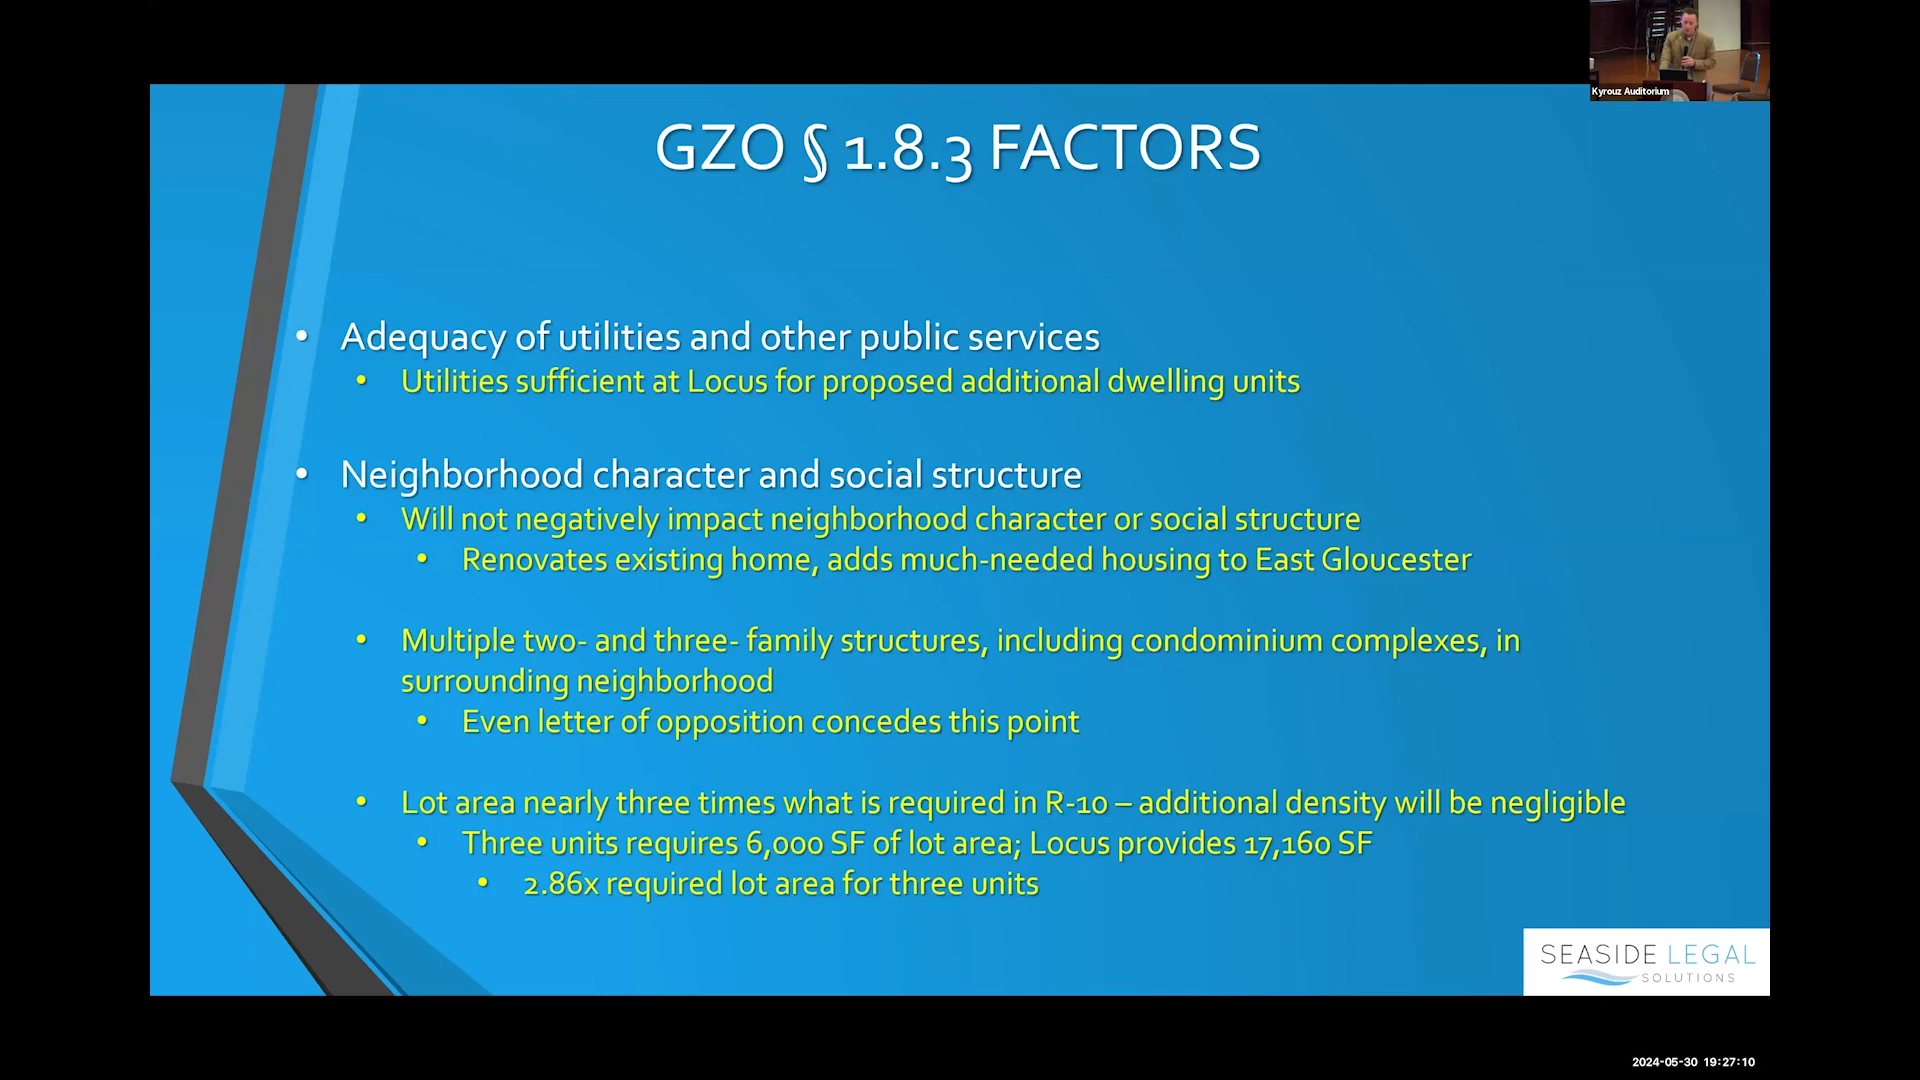 Kyrouz Auditorium
GZO § 1.8.3 FACTORS
• Adequacy of utilities and other public services
• Utilities sufficient at Locus for proposed additional dwelling units
• Neighborhood character and social structure
• Will not negatively impact neighborhood character or social structure
• Renovates existing home, adds much-needed housing to East Gloucester
• Multiple two- and three- family structures, including condominium complexes, in
surrounding neighborhood
• Even letter of opposition concedes this point
• Lot area nearly three times what is required in R-10 – additional density will be negligible
• Three units requires 6,000 SF of lot area; Locus provides 17,160 SF
• 2.86x required lot area for three units
SEASIDE LEGAL
SOLUTIONS
2024-05-30 19:27:10